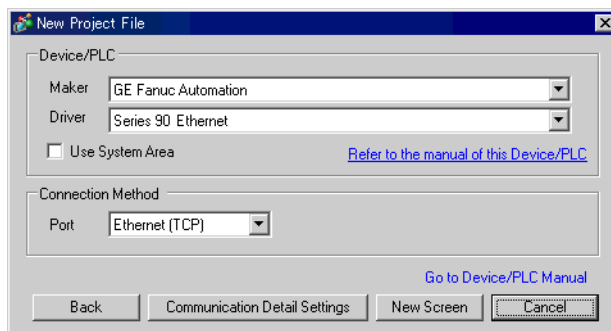 New Project File
Device/PLC
Maker GE Fanuc Automation
Driver Series 90 Ethernet
Use System Area Refer to the manual of this Device/PLC
Connection Method
Port Ethernet (TCP)
Go to Device/PLC Manual
Back Communication Detail Settings New Screen Cancel